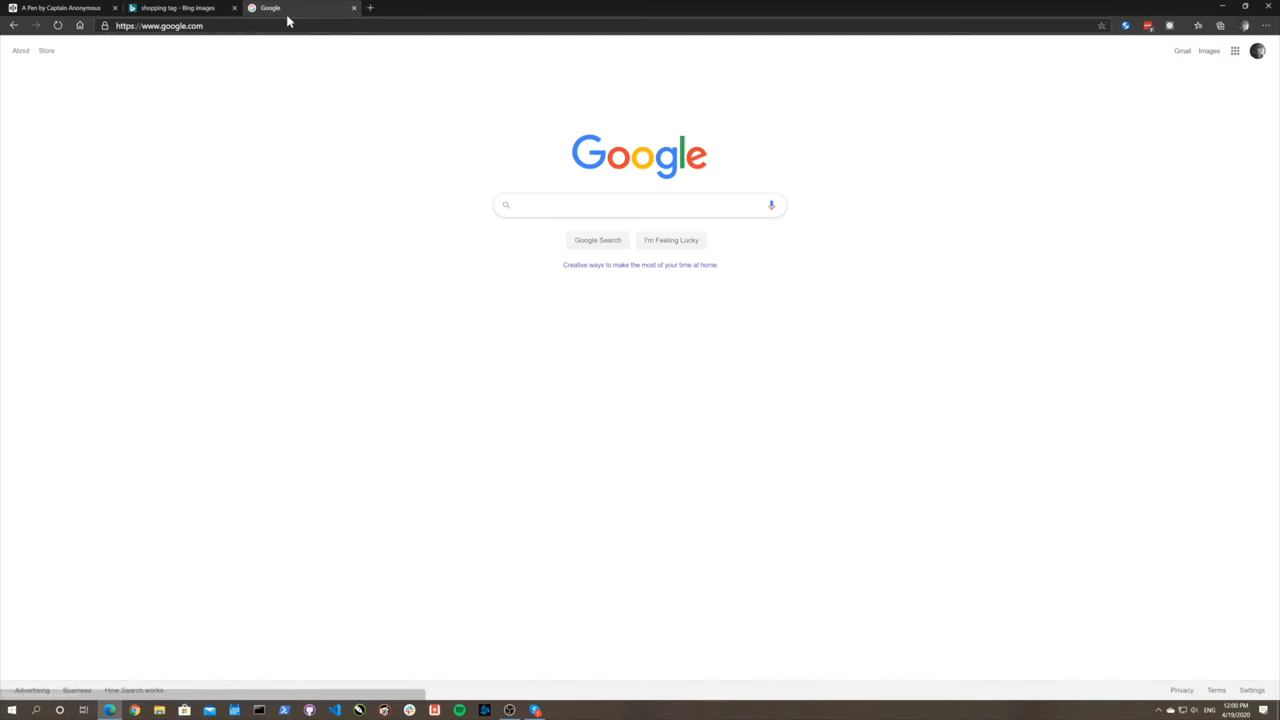 A Pen by Captain Anonymous
shopping tag - Bing images
Google
https://www.google.com
About
Store
Gmail
Images
Google
Google Search
I'm Feeling Lucky
Creative ways to make the most of your time at home
Advertising
Business
How Search works
Privacy
Terms
Settings
ENG
12:00 PM
4/19/2020